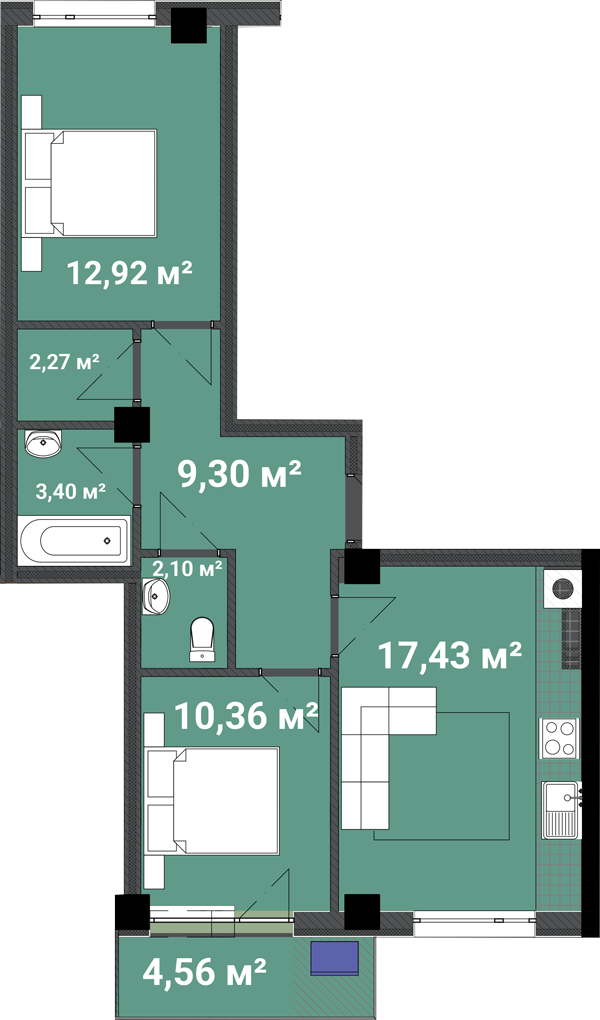 12,92 м²
2,27 м²
9,30 м²
3,40 м²
2,10 м²
17,43 м²
10,36 м²
4,56 м²